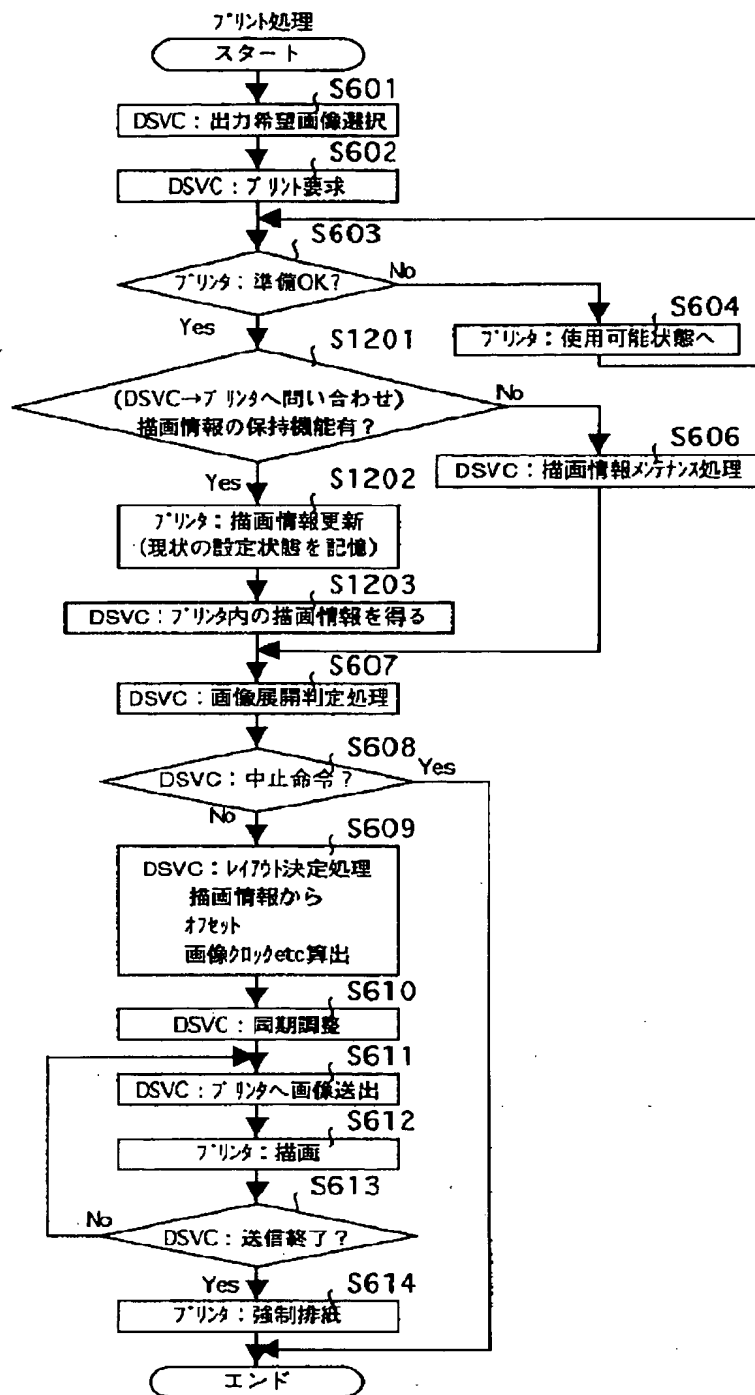 プリント処理
スタート
S601
DSVC：出力希望画像選択
S602
DSVC：プリント要求
S603
プリンタ：準備OK?
No
Yes
S604
プリンタ：使用可能状態へ
S1201
(DSVC→プリンタへ問い合わせ)
描画情報の保持機能有？
No
Yes
S606
DSVC：描画情報メンテナンス処理
S1202
プリンタ：描画情報更新
(現状の設定状態を記憶)
S1203
DSVC：プリンタ内の描画情報を得る
S607
DSVC：画像展開判定処理
S608
DSVC：中止命令？
Yes
No
S609
DSVC：レイアウト決定処理
描画情報から
オフセット
画像クロックetc算出
S610
DSVC：同期調整
S611
DSVC：プリンタへ画像送出
S612
プリンタ：描画
S613
No
DSVC：送信終了？
Yes
S614
プリンタ：強制排紙
エンド